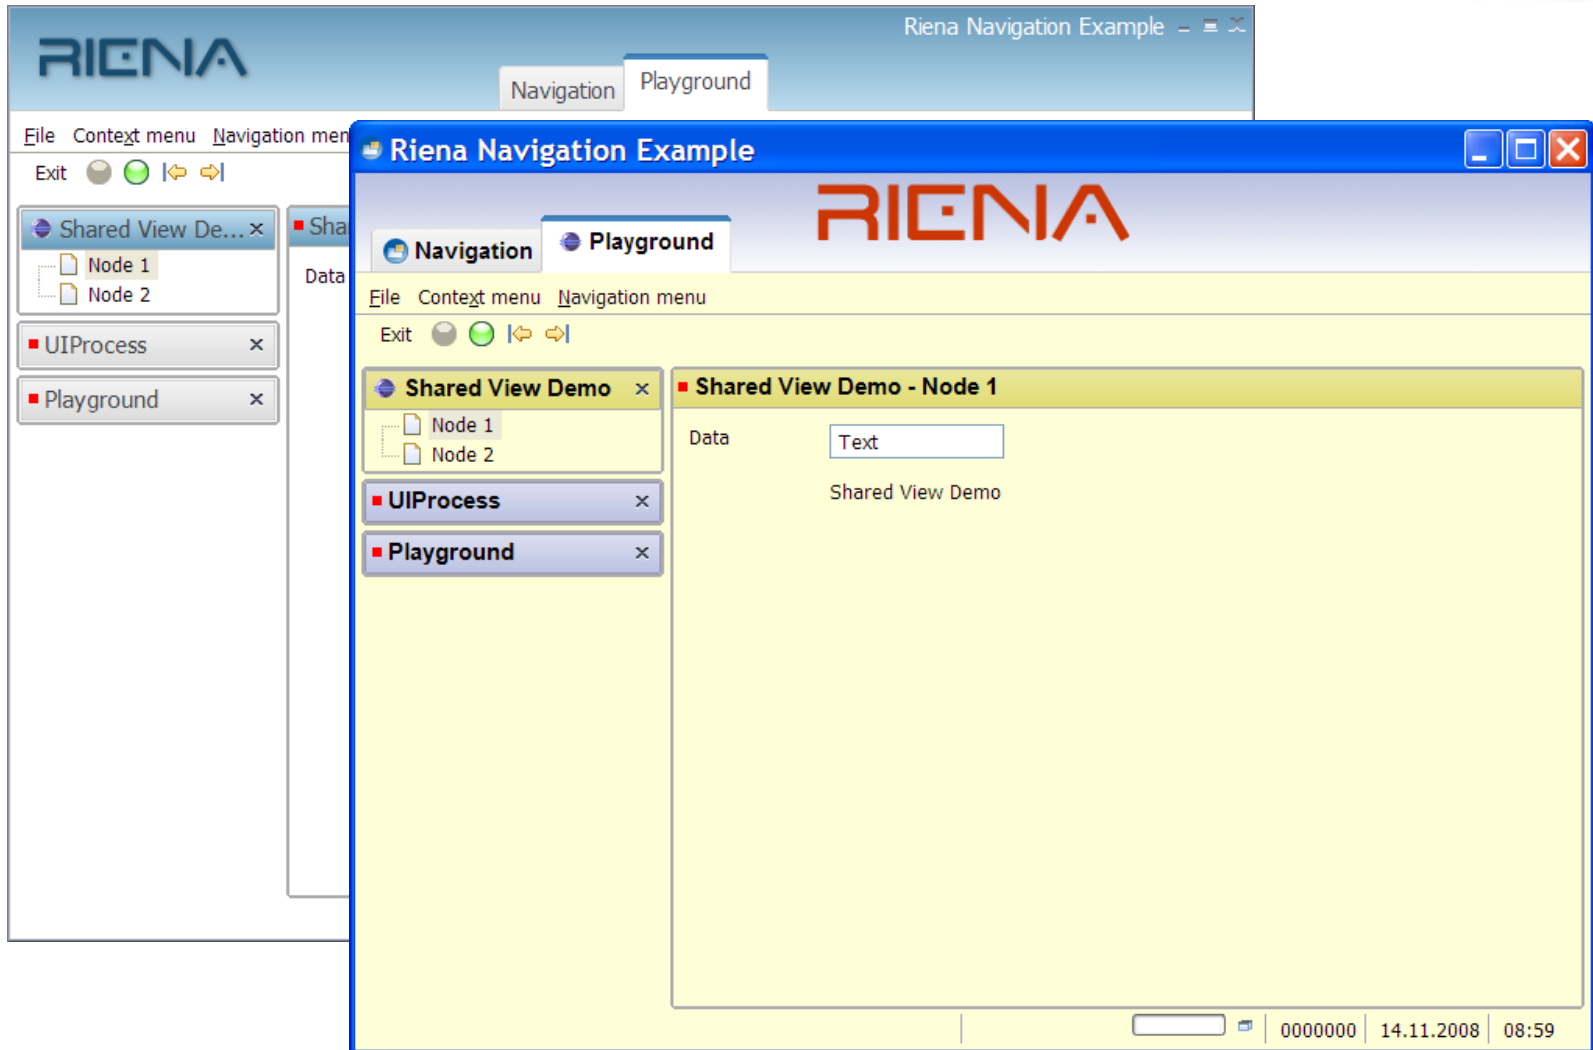 Riena Navigation Example
RIENA
Navigation
Playground
File Context menu Navigation men
Exit
Shared View De...
Node 1
Node 2
UIProcess
Playground
Sha
Data
Riena Navigation Example
RIENA
Navigation
Playground
File Context menu Navigation menu
Exit
Shared View Demo
Node 1
Node 2
UIProcess
Playground
Shared View Demo - Node 1
Data Text
Shared View Demo
0000000 14.11.2008 08:59